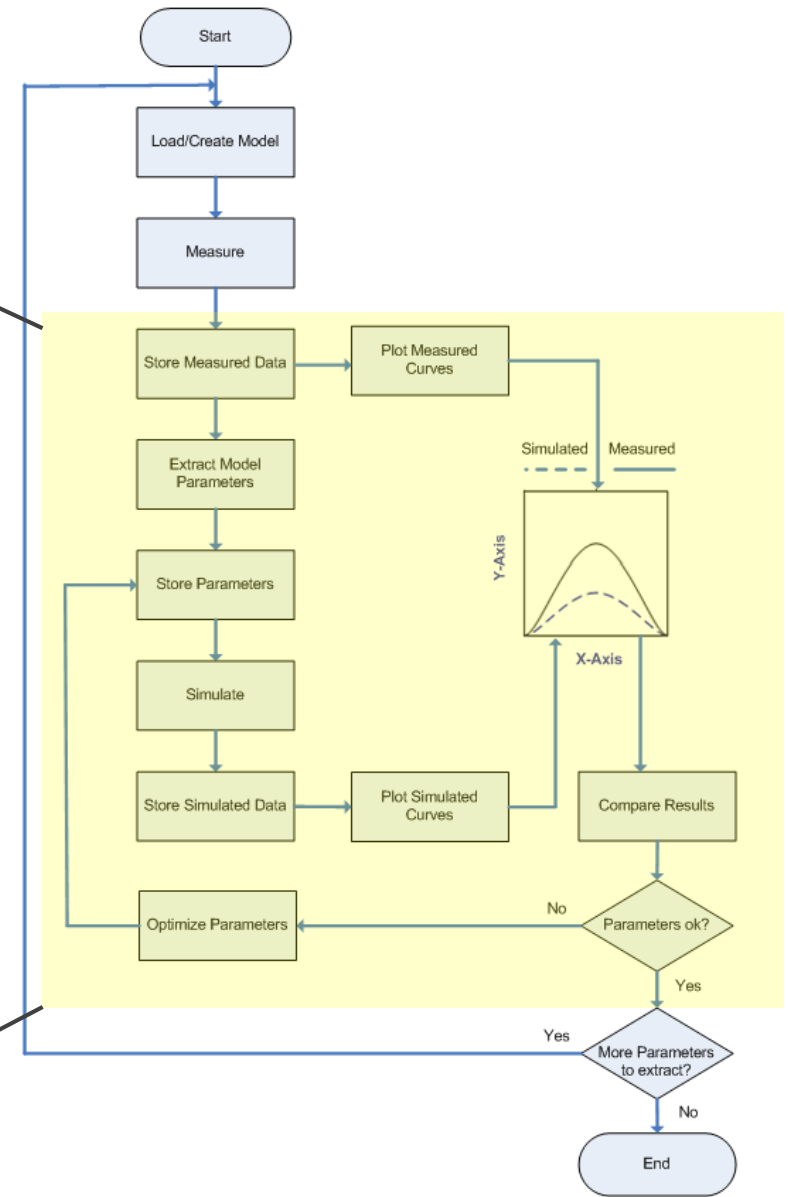 Start
Load/Create Model
Measure
Store Measured Data
Plot Measured
Curves
Simulated
Measured
Extract Model
Parameters
Y-Axis
Store Parameters
X-Axis
Simulate
Store Simulated Data
Plot Simulated
Curves
Compare Results
No
Optimize Parameters
Parameters ok?
Yes
Yes
More Parameters
to extract?
No
End